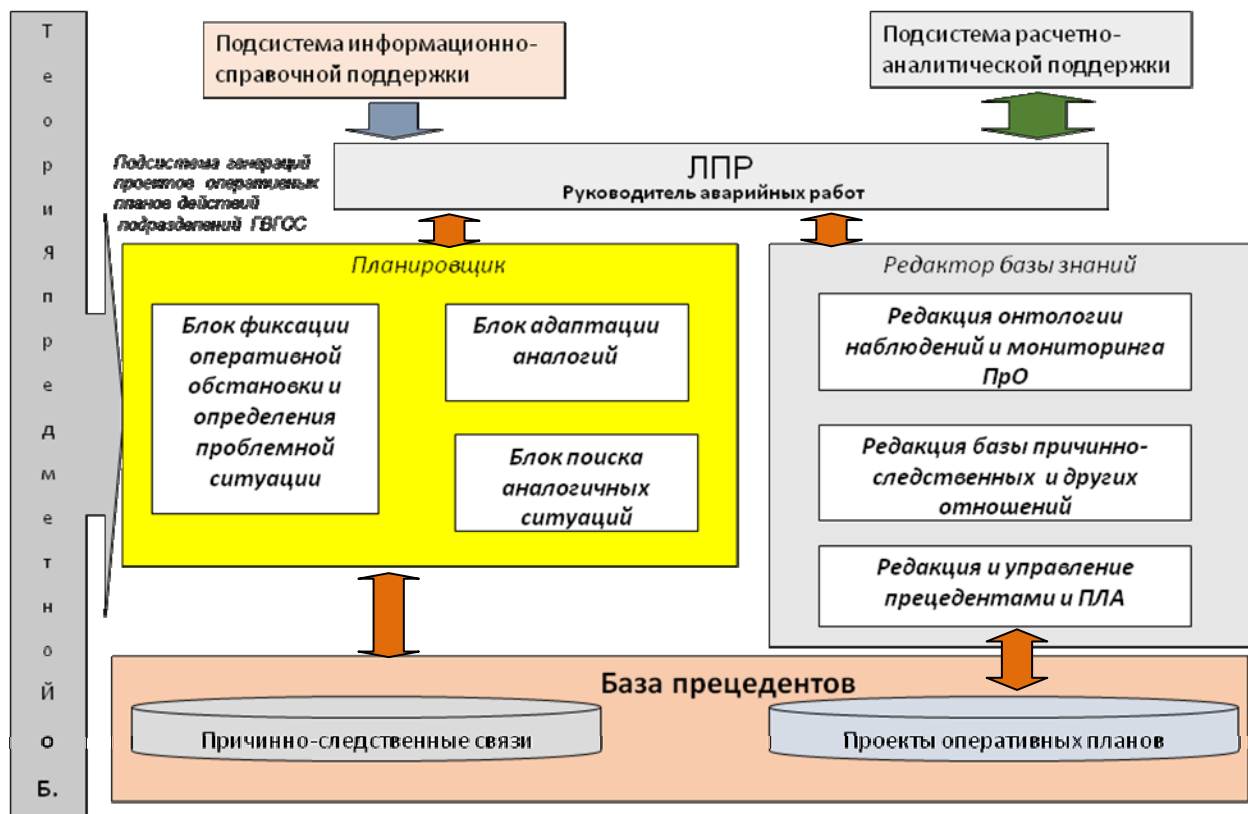 Т
е
о
р
и
Я
п
р
е
д
м
е
т
н
о
Й
о
Б.
Подсистема информационно-
справочной поддержки
Подсистема расчетно-
аналитической поддержки
Подсистема генераций
проектов оперативных
планов действий
подразделений ГВГСС
ЛПР
Руководитель аварийных работ
Планировщик
Блок фиксации
оперативной
обстановки и
определения
проблемной
ситуации
Блок адаптации
аналогий
Блок поиска
аналогичных
ситуаций
Редактор базы знаний
Редакция онтологии
наблюдений и мониторинга
ПрО
Редакция базы причинно-
следственных и других
отношений
Редакция и управление
прецедентами и ПЛА
База прецедентов
Причинно-следственные связи
Проекты оперативных планов